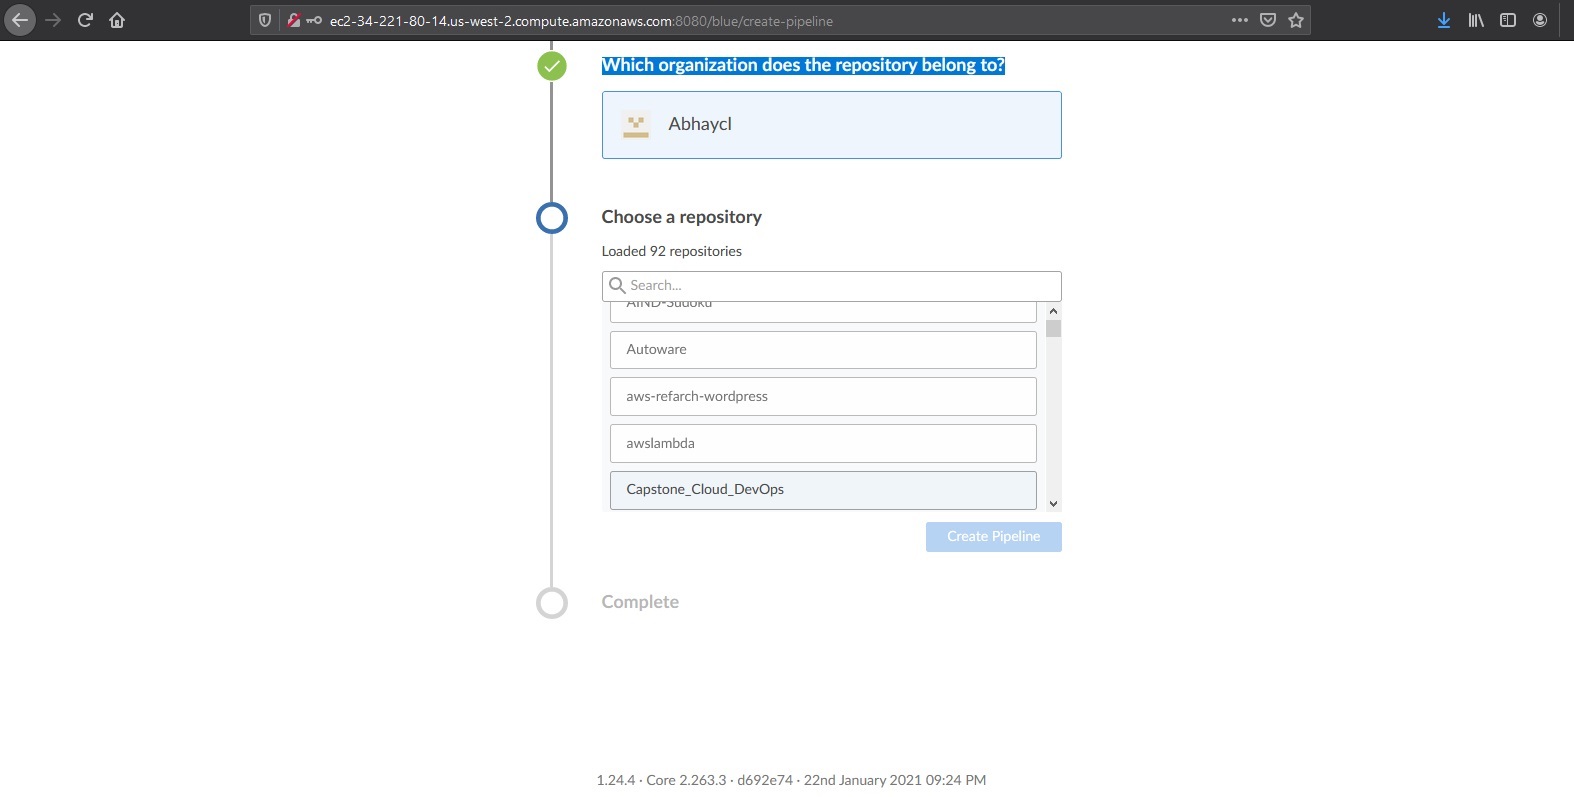 ec2-34-221-80-14.us-west-2.compute.amazonaws.com:8080/blue/create-pipeline
Which organization does the repository belong to?
Abhaycl
Choose a repository
Loaded 92 repositories
Search...
AIND-Sudoku
Autoware
aws-refarch-wordpress
awslambda
Capstone_Cloud_DevOps
Create Pipeline
Complete
1.24.4 · Core 2.263.3 · d692e74 · 22nd January 2021 09:24 PM